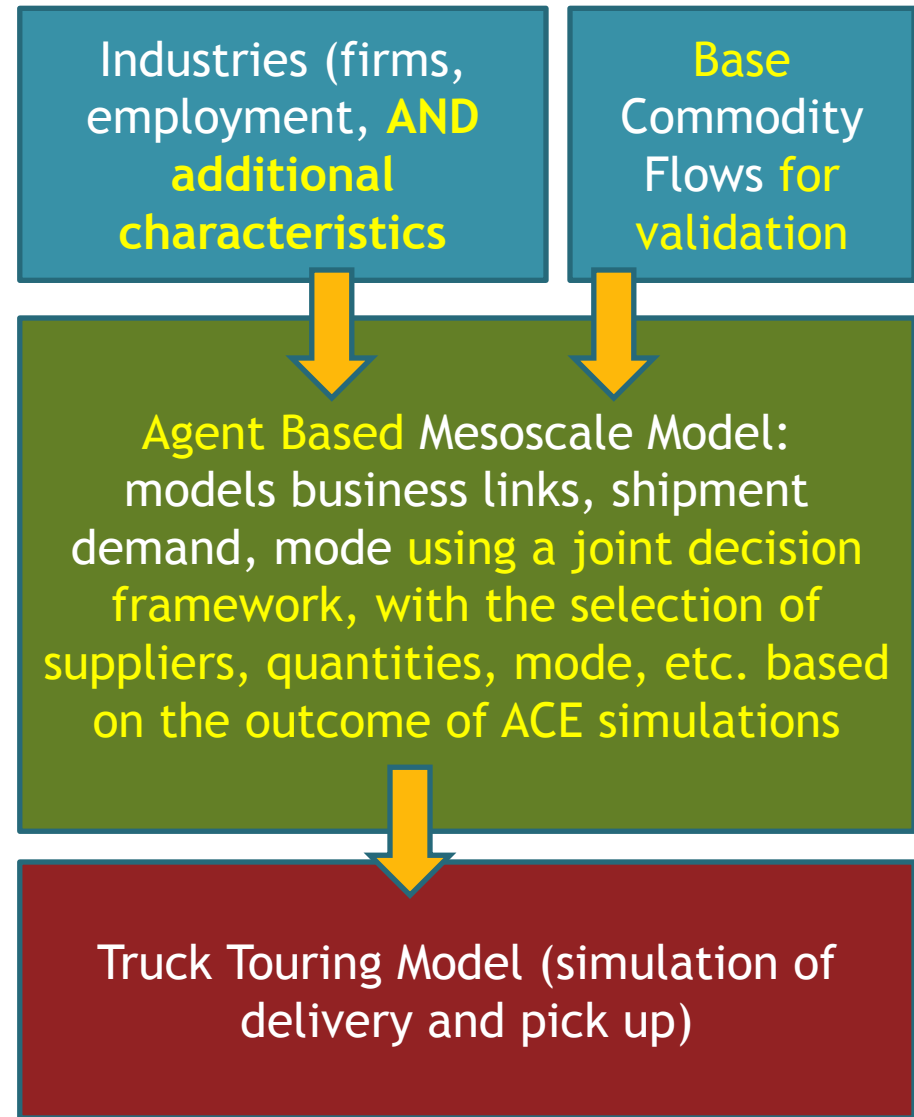 Industries (firms,
employment, AND
additional
characteristics
Base
Commodity
Flows for
validation
Agent Based Mesoscale Model:
models business links, shipment
demand, mode using a joint decision
framework, with the selection of
suppliers, quantities, mode, etc. based
on the outcome of ACE simulations
Truck Touring Model (simulation of
delivery and pick up)